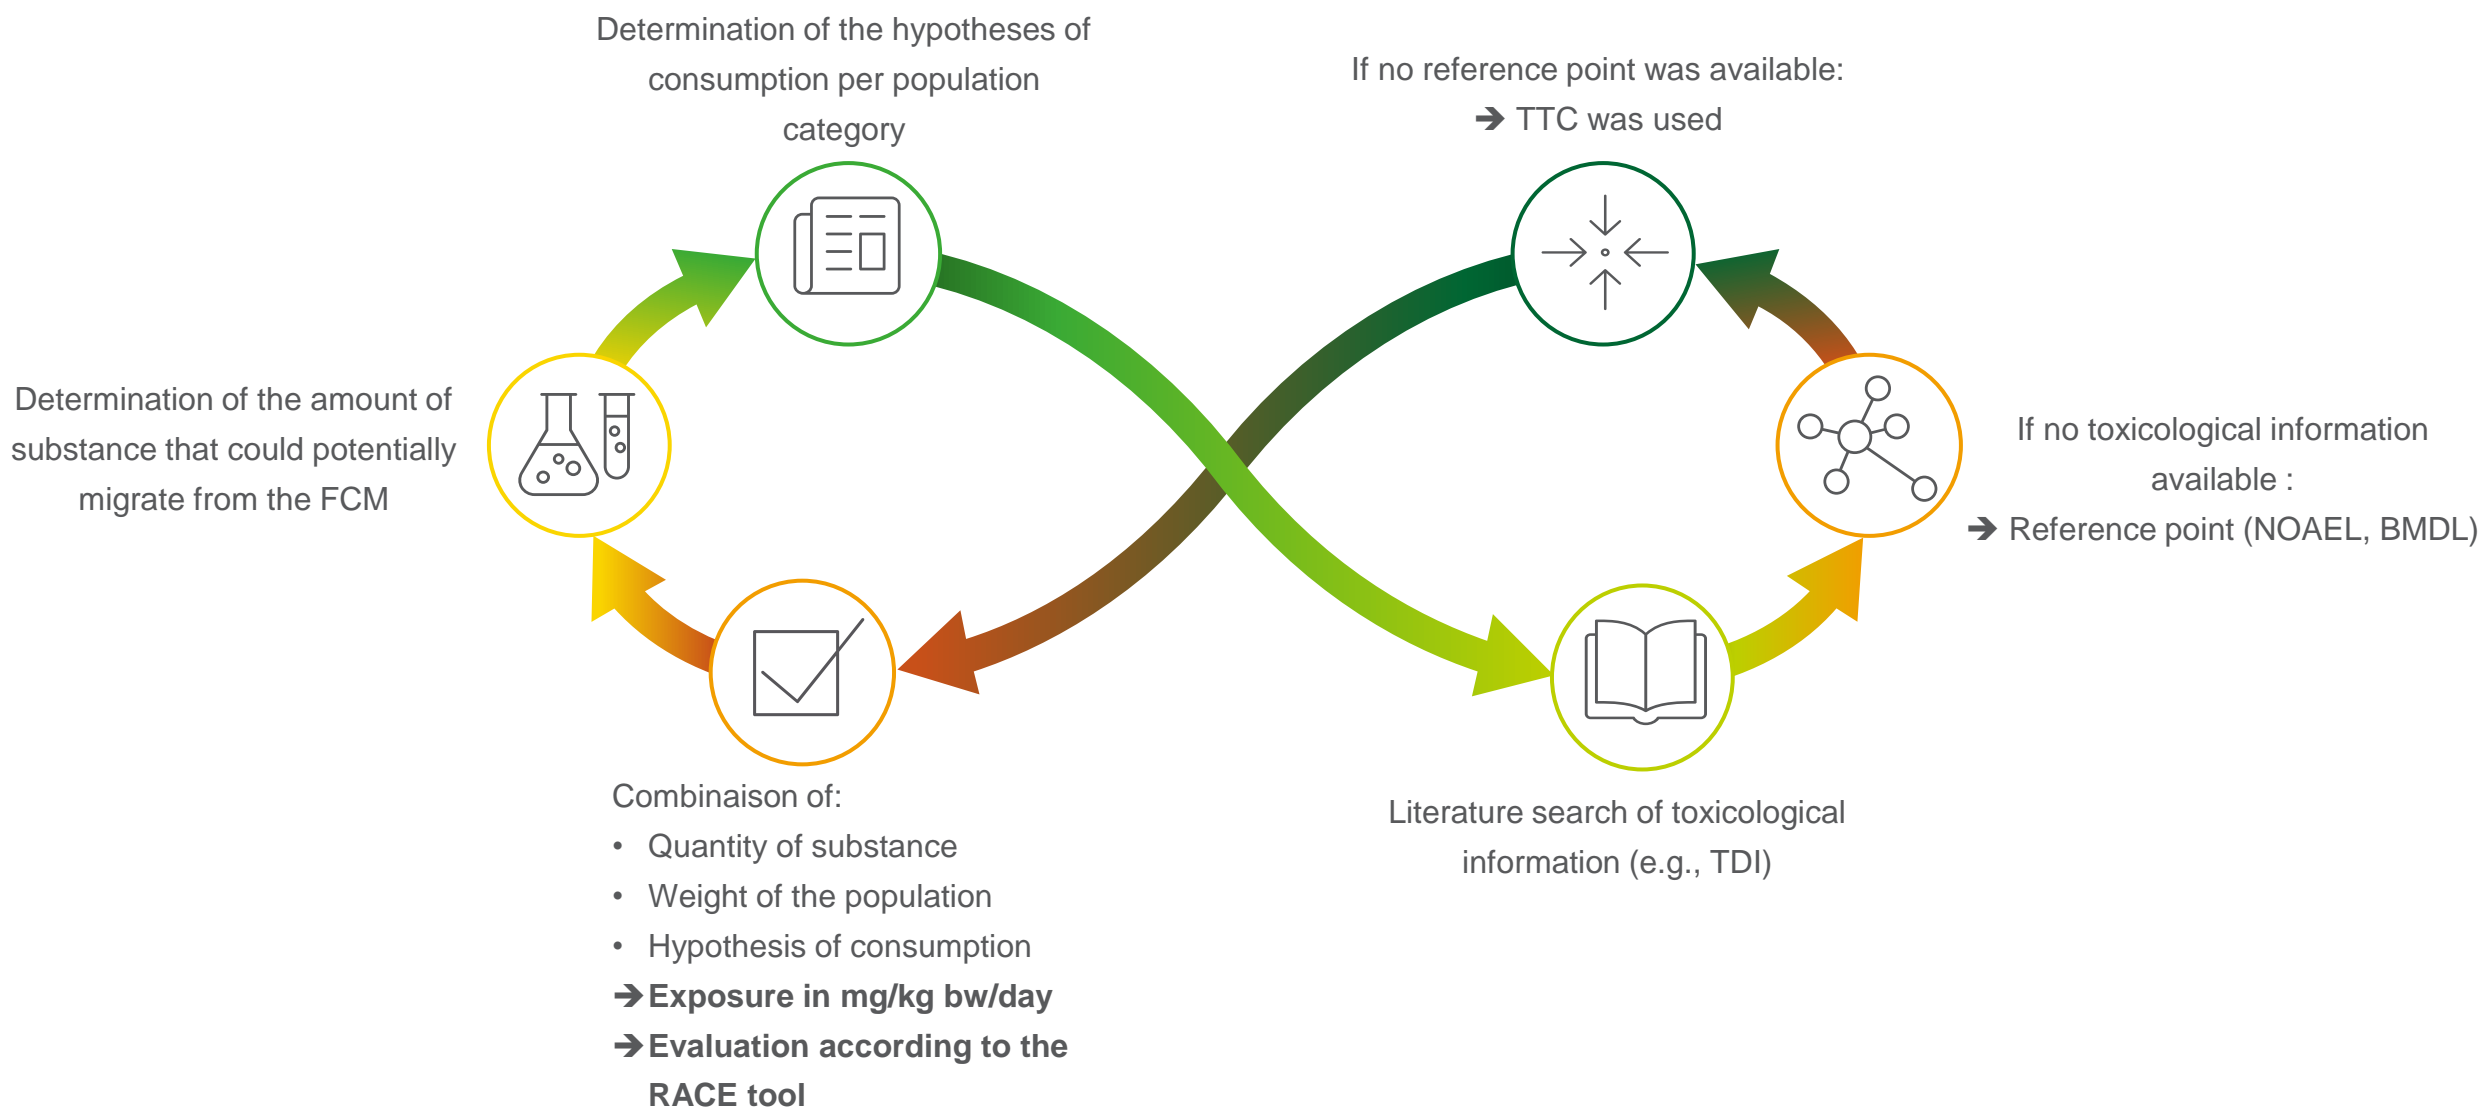 Determination of the hypotheses of
consumption per population
category
If no reference point was available:
➔ TTC was used
Determination of the amount of
substance that could potentially
migrate from the FCM
If no toxicological information
available :
➔ Reference point (NOAEL, BMDL)
Combinaison of:
• Quantity of substance
• Weight of the population
• Hypothesis of consumption
➔ Exposure in mg/kg bw/day
➔ Evaluation according to the
RACE tool
Literature search of toxicological
information (e.g., TDI)